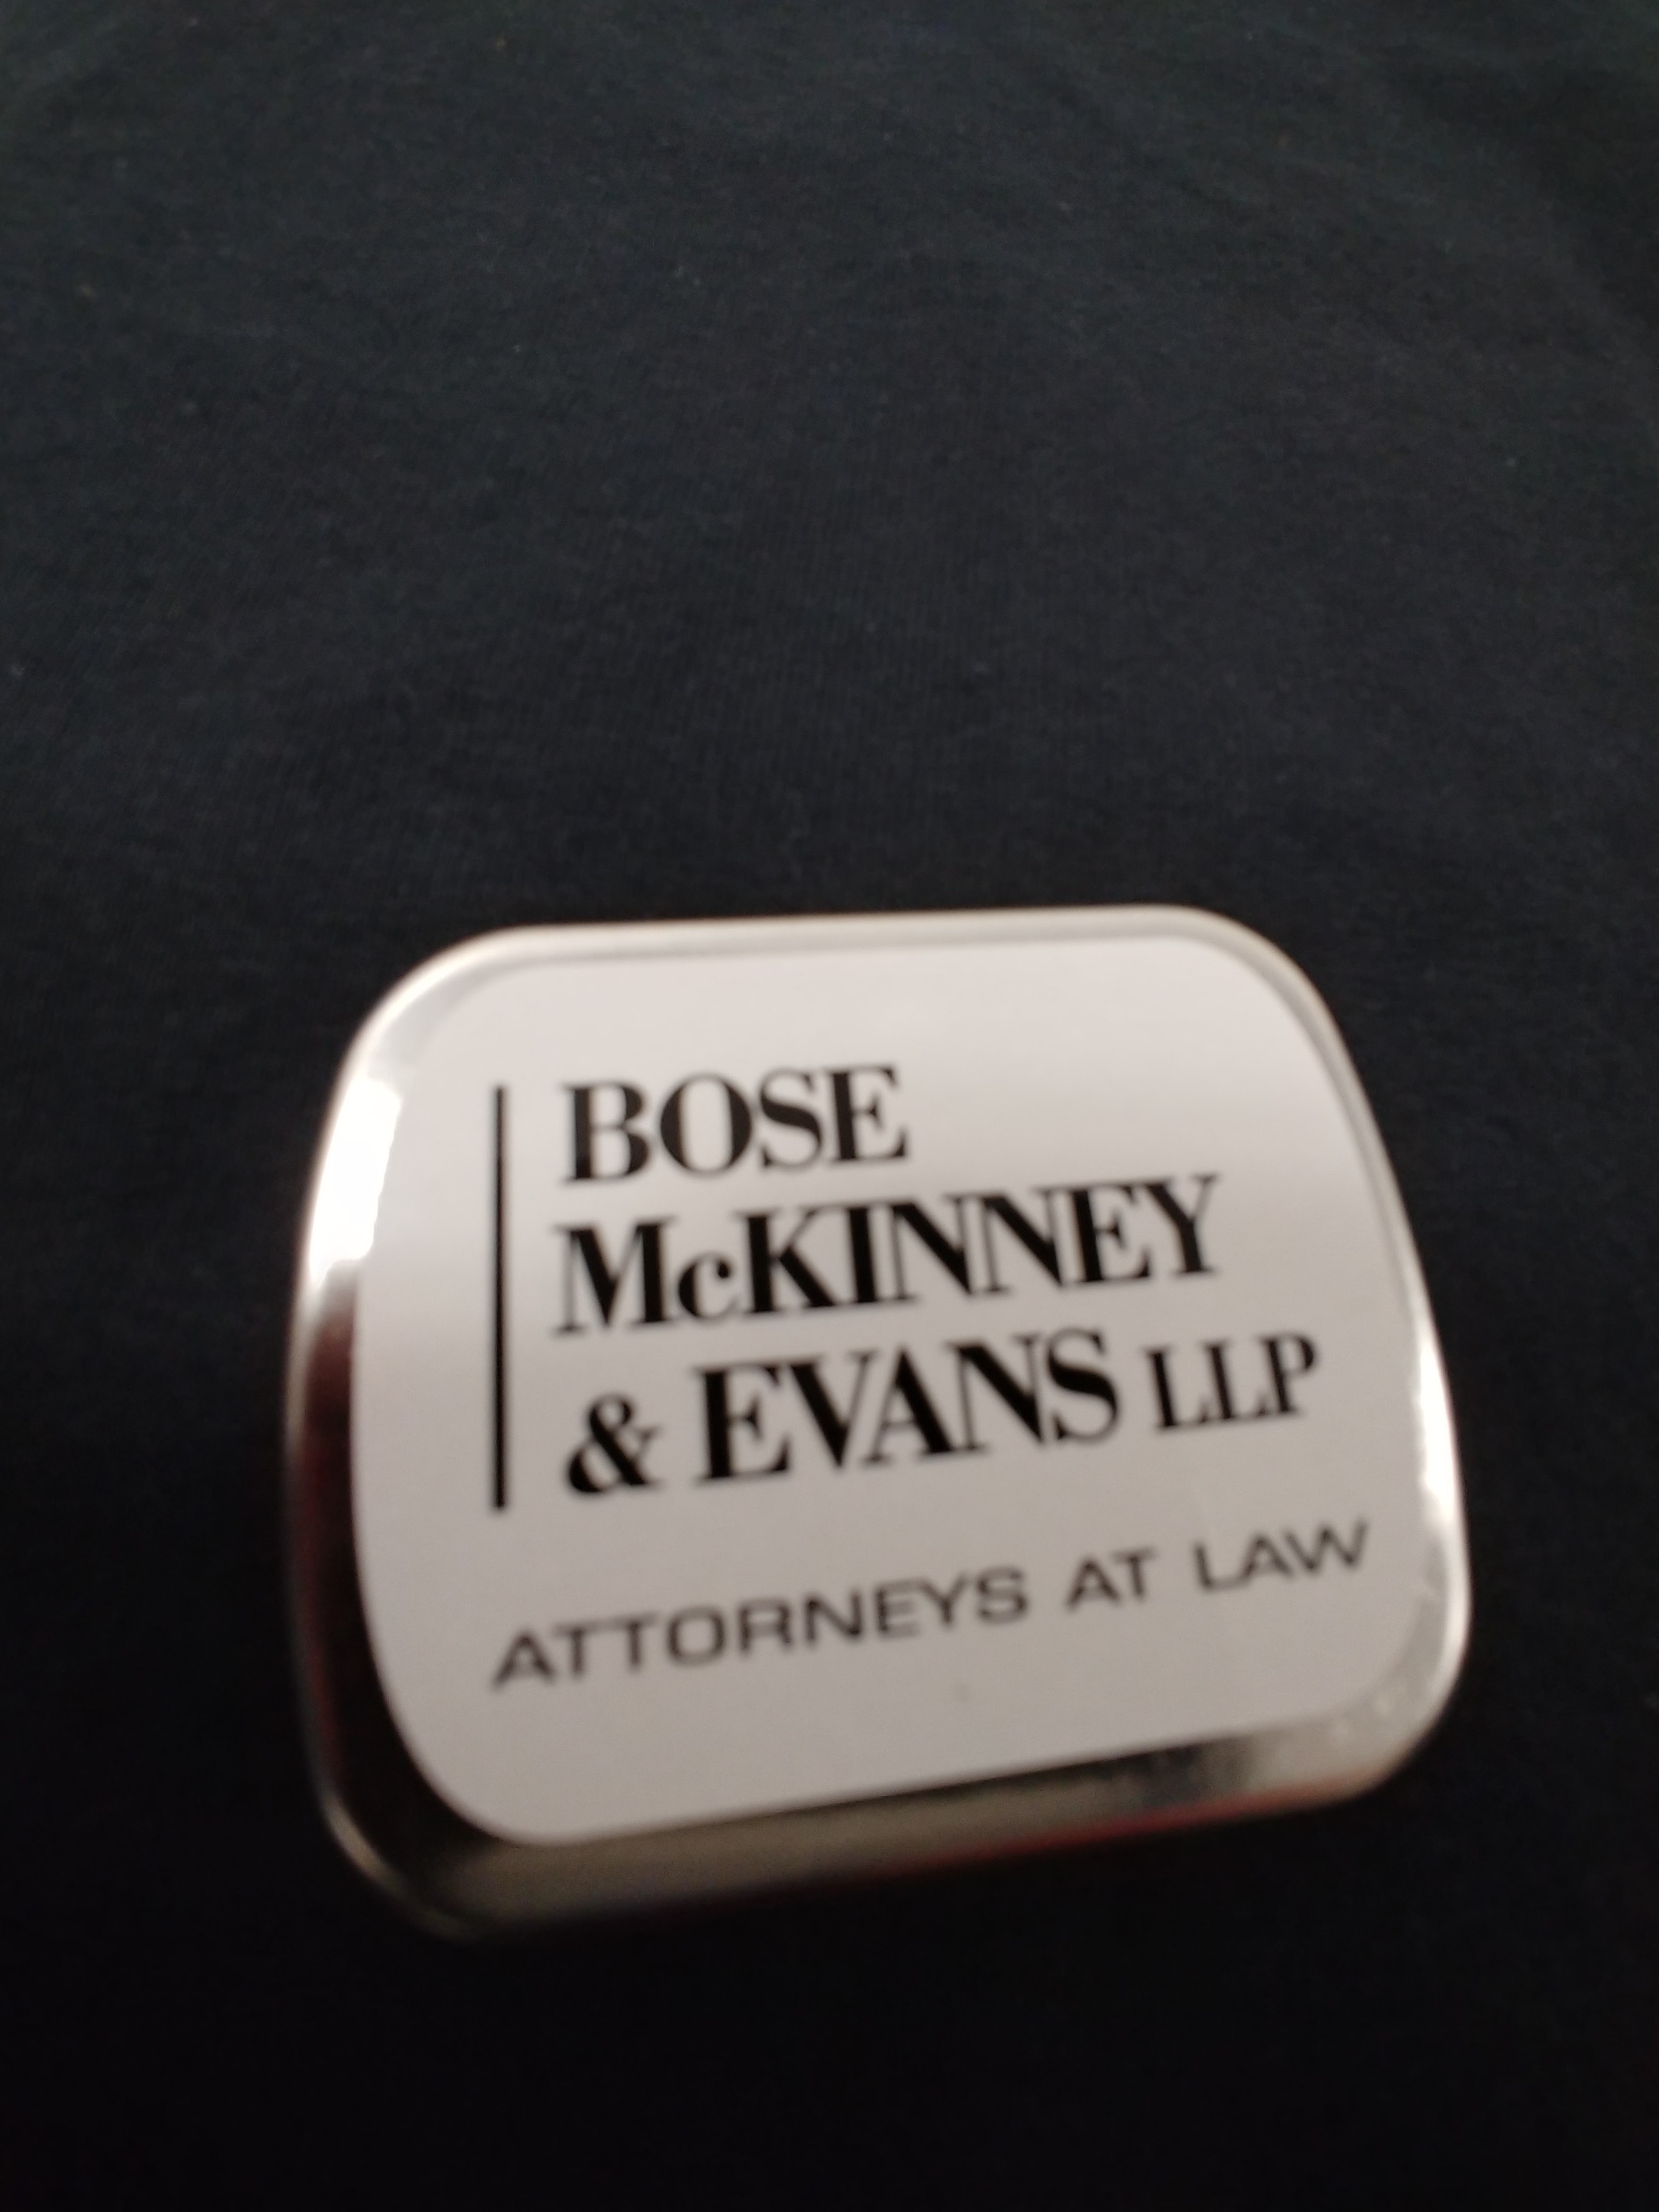 BOSE
McKINNEY
& EVANS LLP
ATTORNEYS AT LAW